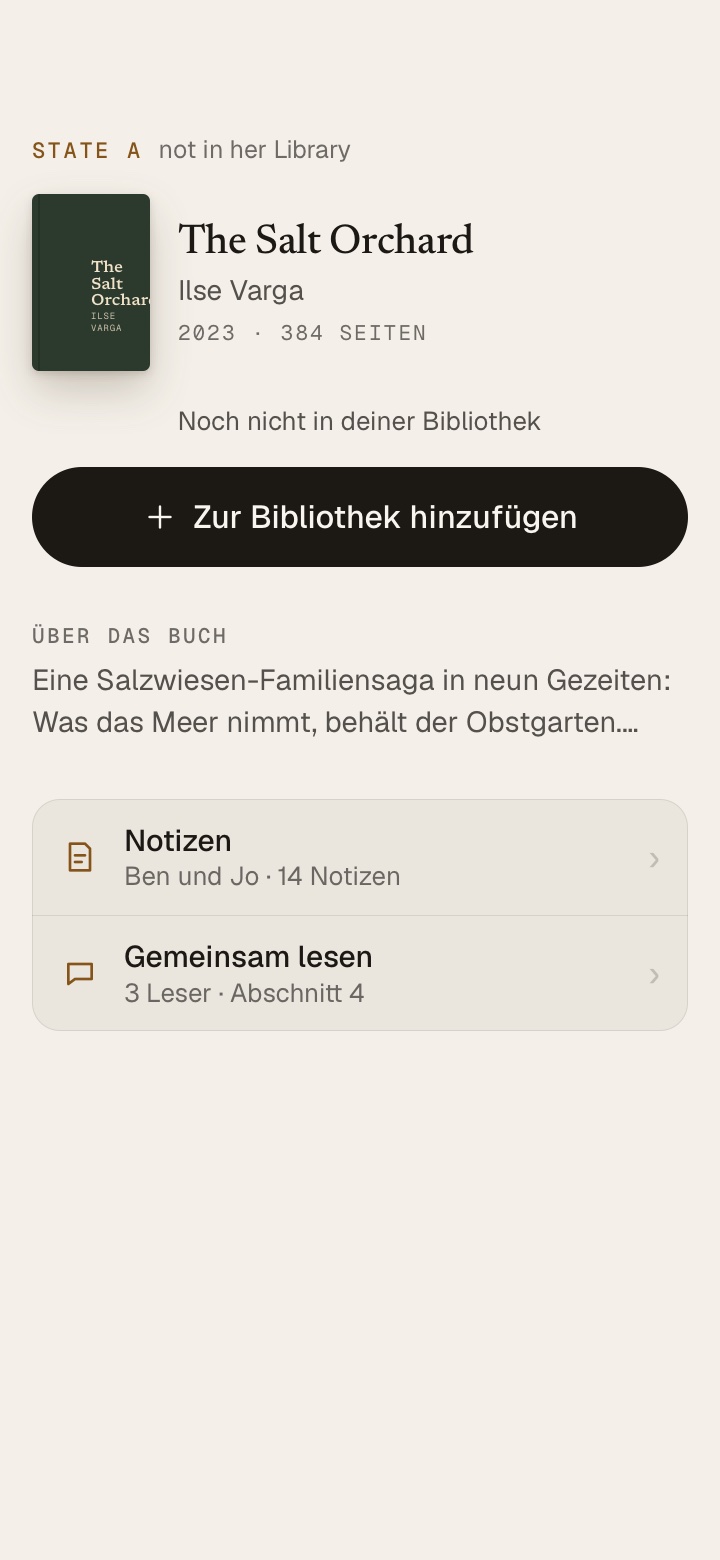 STATE A not in her Library
The
Salt
Orchard
ILSE
VARGA
The Salt Orchard
Ilse Varga
2023 · 384 SEITEN
Noch nicht in deiner Bibliothek
+ Zur Bibliothek hinzufügen
ÜBER DAS BUCH
Eine Salzwiesen-Familiensaga in neun Gezeiten:
Was das Meer nimmt, behält der Obstgarten.…
Notizen
Ben und Jo · 14 Notizen
Gemeinsam lesen
3 Leser · Abschnitt 4